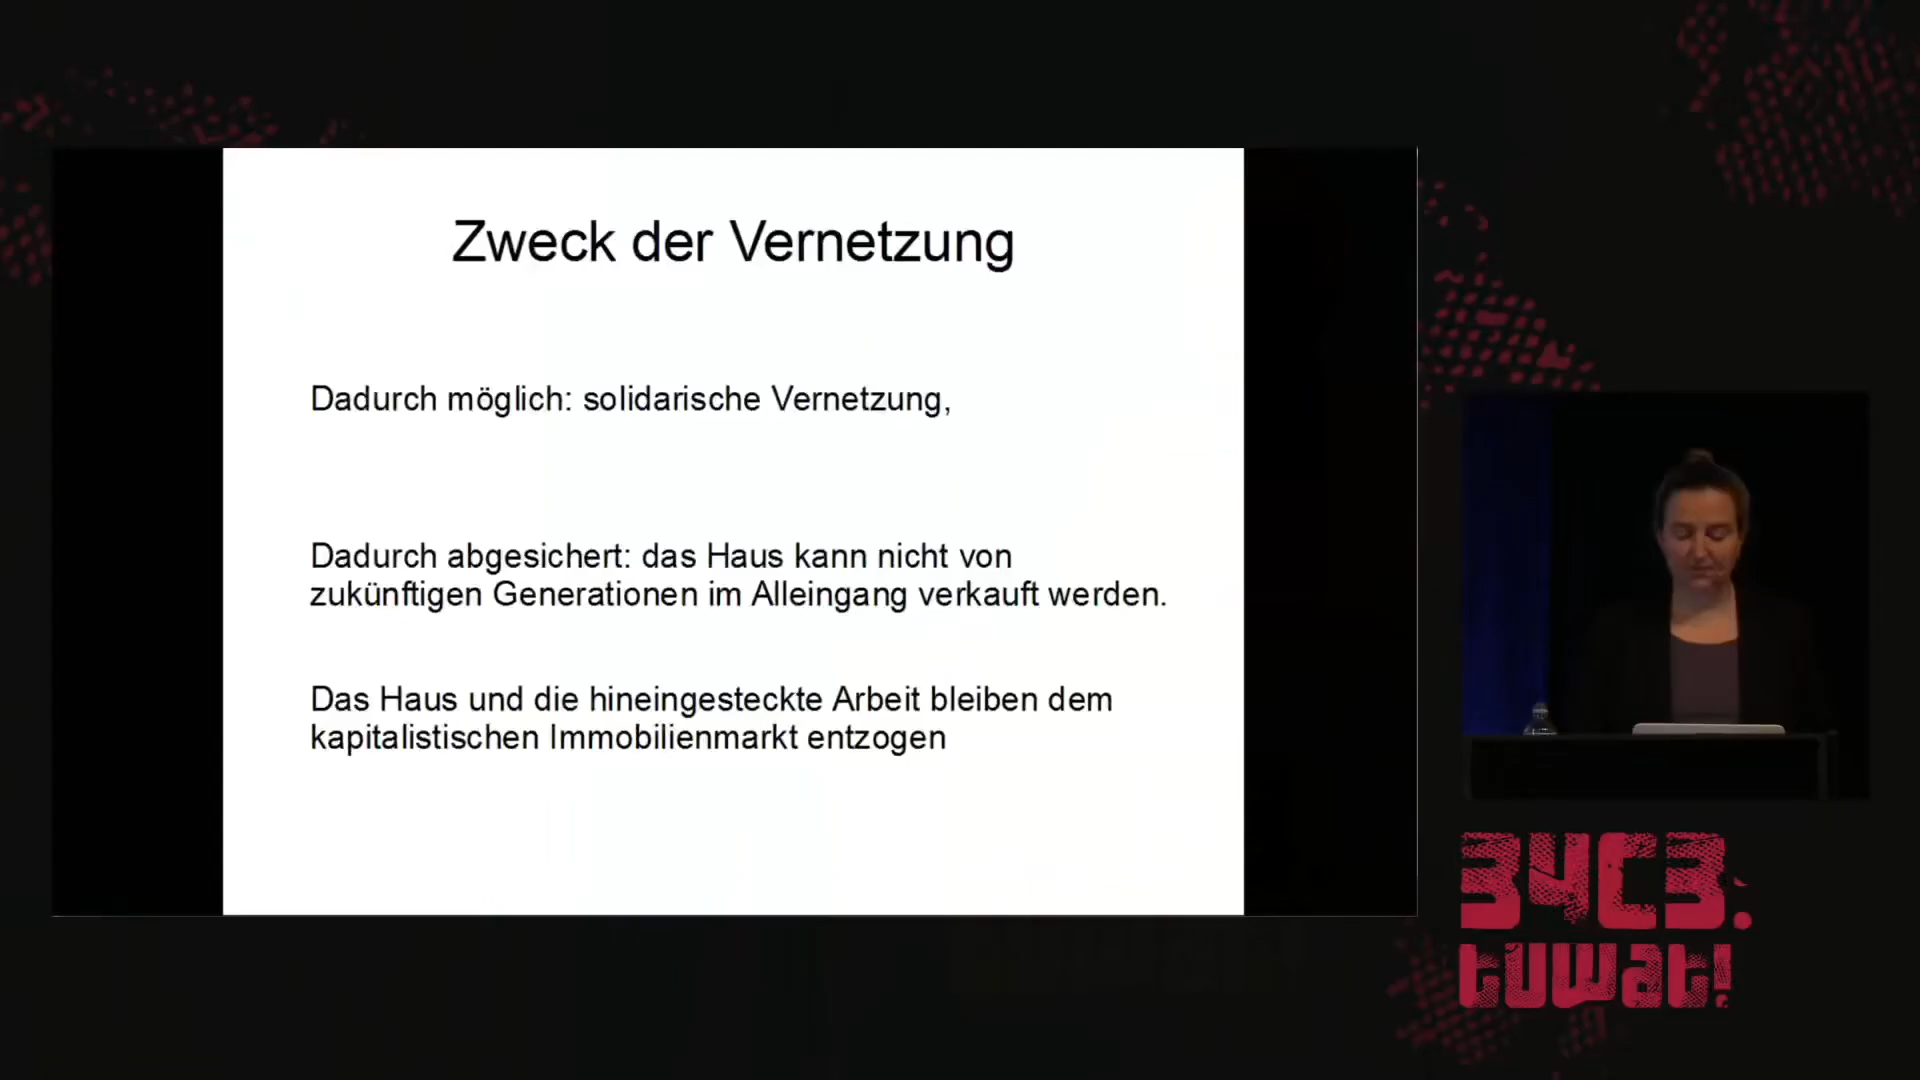 Zweck der Vernetzung
Dadurch möglich: solidarische Vernetzung,
Dadurch abgesichert: das Haus kann nicht von
zukünftigen Generationen im Alleingang verkauft werden.
Das Haus und die hineingesteckte Arbeit bleiben dem
kapitalistischen Immobilienmarkt entzogen
34C3.
tuwat!